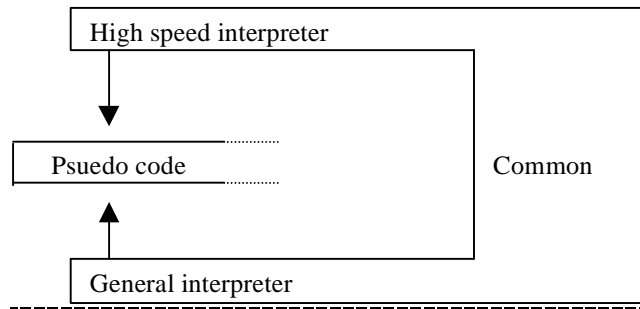 High speed interpreter
Psuedo code
Common
General interpreter